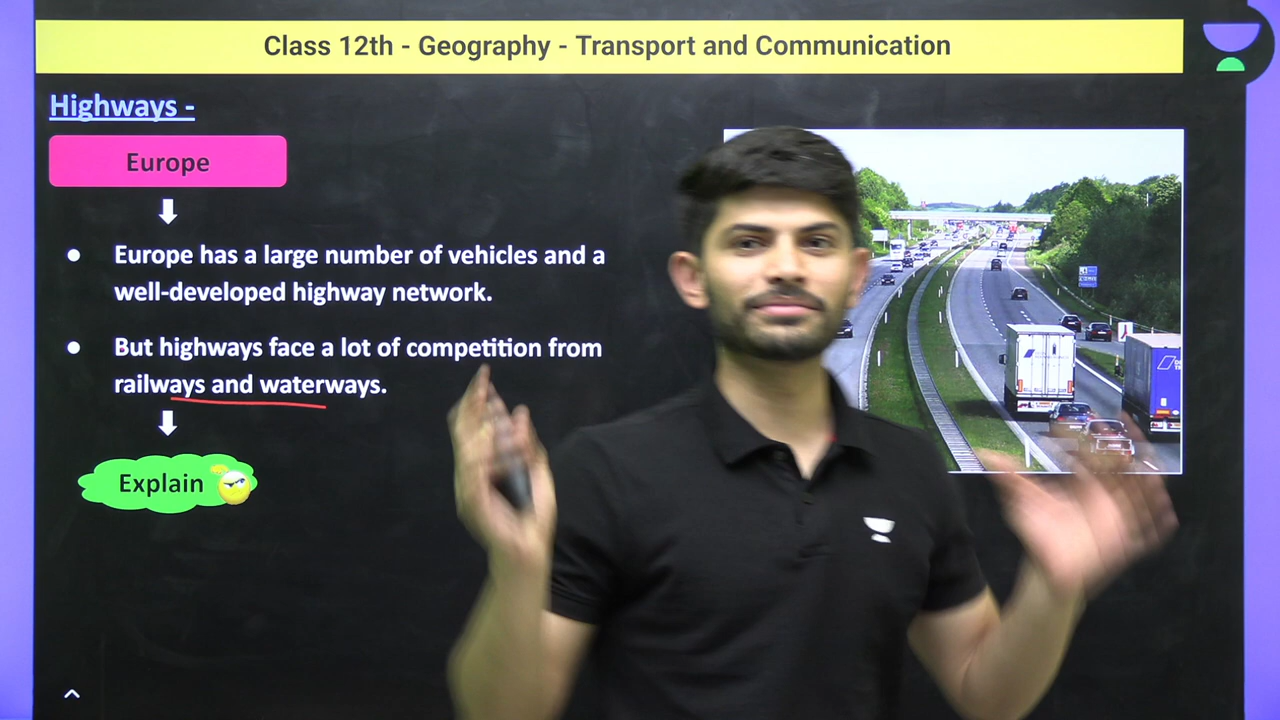 Class 12th - Geography - Transport and Communication
Highways -
Europe
● Europe has a large number of vehicles and a
well-developed highway network.
● But highways face a lot of competition from
railways and waterways.
Explain